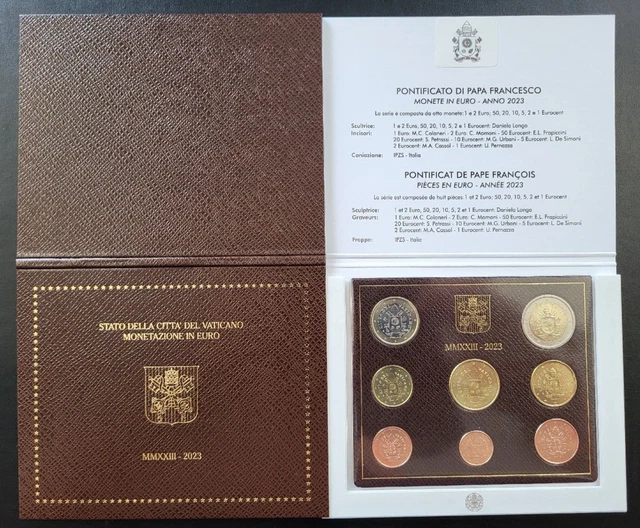 PONTIFICATO DI PAPA FRANCESCO
MONETE IN EURO - ANNO 2023
La serie è composta da otto monete: 1 e 2 Euro, 50, 20, 10, 5, 2 e 1 Eurocent
Scultrice: 1 e 2 Euro, 50, 20, 10, 5, 2 e 1 Eurocent: Daniela Longo
Incisori: 1 Euro: M.C. Colaneri - 2 Euro: C. Momoni - 50 Eurocent: E.L. Frapiccini
20 Eurocent: S. Petrassi - 10 Eurocent: M.G. Urbani - 5 Eurocent: L. De Simoni
2 Eurocent: M.A. Cassol - 1 Eurocent: U. Pernazza
Coniazione: IPZS - Italia
PONTIFICAT DE PAPE FRANÇOIS
PIÈCES EN EURO - ANNÉE 2023
La série est composée de huit pièces: 1 et 2 Euro; 50, 20, 10, 5, 2 et 1 Eurocent
Sculptrice: 1 et 2 Euro, 50, 20, 10, 5, 2 et 1 Eurocent: Daniela Longo
Graveurs: 1 Euro: M.C. Colaneri - 2 Euro: C. Momoni - 50 Eurocent: E.L. Frapiccini
20 Eurocent: S. Petrassi - 10 Eurocent: M.G. Urbani - 5 Eurocent: L. De Simoni
2 Eurocent: M.A. Cassol - 1 Eurocent: U. Pernazza
Frappe: IPZS - Italia
STATO DELLA CITTA' DEL VATICANO
MONETAZIONE IN EURO
MMXXIII - 2023
MMXXIII - 2023